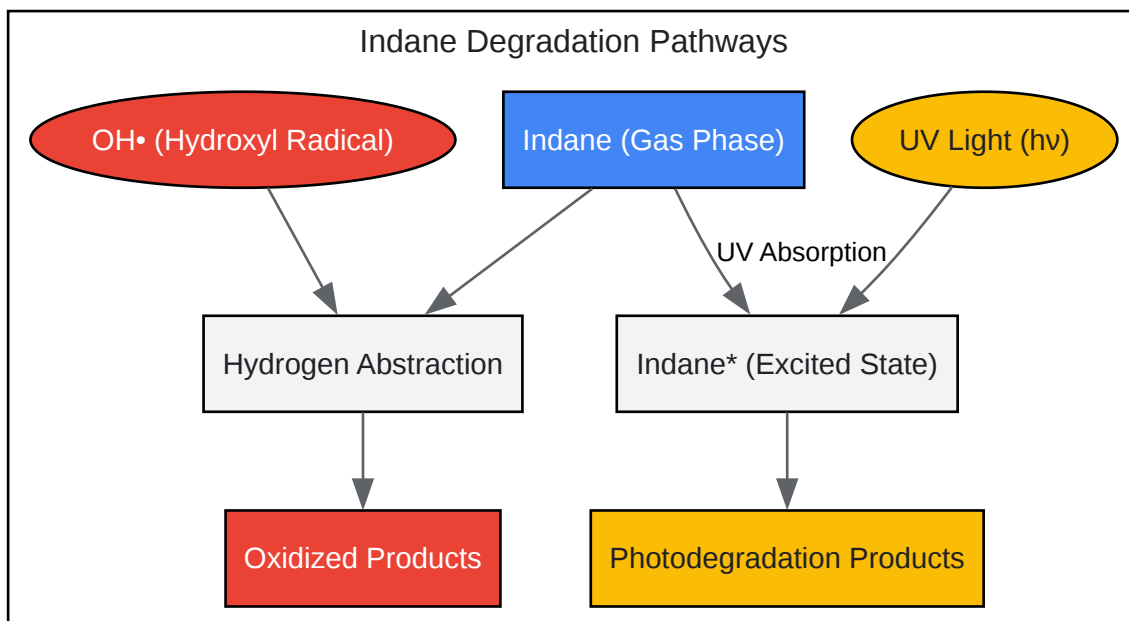 Indane Degradation Pathways
OH• (Hydroxyl Radical)
Indane (Gas Phase)
UV Light (hν)
UV Absorption
Hydrogen Abstraction
Indane* (Excited State)
Oxidized Products
Photodegradation Products